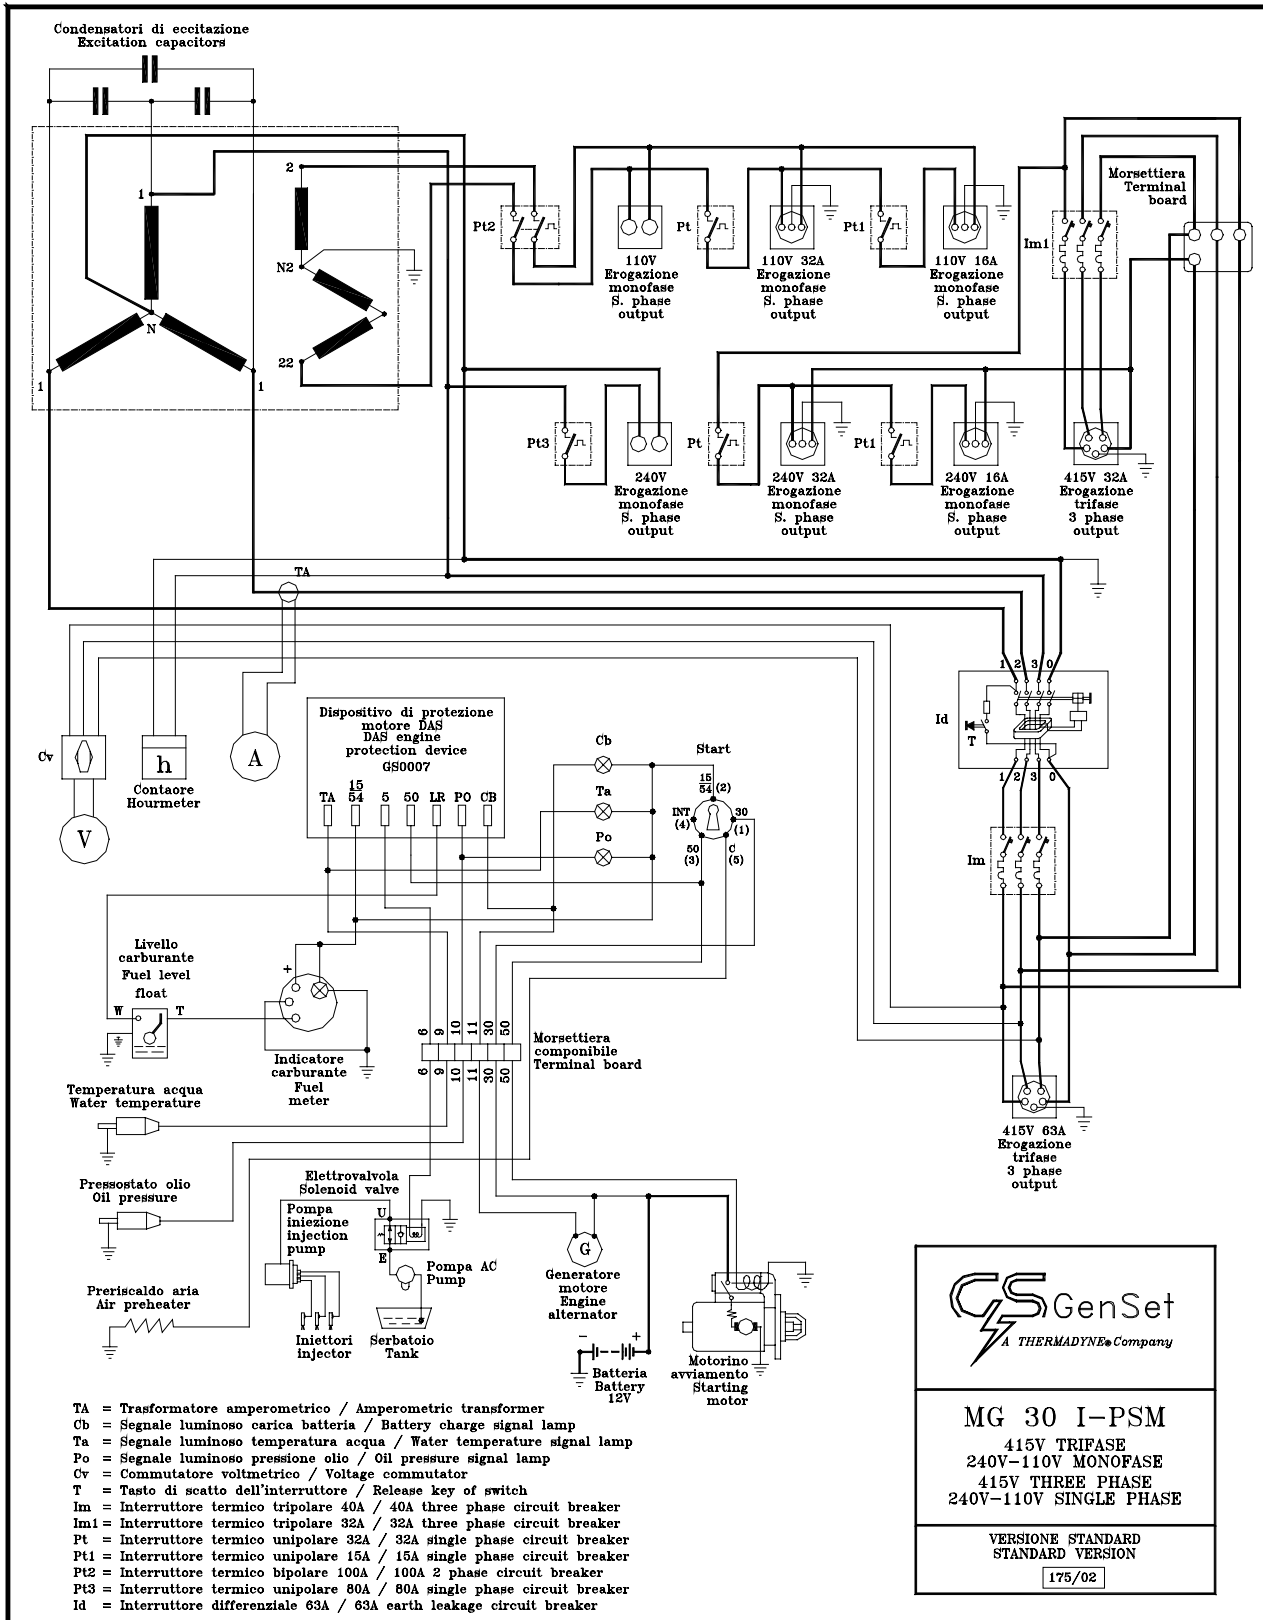 Condensatori di eccitazione
Excitation capacitors
1
N
1
1
2
N2
22
Pt2
110V
Erogazione
monofase
S. phase
output
Pt
110V 32A
Erogazione
monofase
S. phase
output
Pt1
110V 16A
Erogazione
monofase
S. phase
output
Im1
Morsettiera
Terminal
board
Pt3
240V
Erogazione
monofase
S. phase
output
Pt
240V 32A
Erogazione
monofase
S. phase
output
Pt1
240V 16A
Erogazione
monofase
S. phase
output
415V 32A
Erogazione
trifase
3 phase
output
TA
Cv
V
h
Contaore
Hourmeter
A
Dispositivo di protezione
motore DAS
DAS engine
protection device
GS0007
TA 15/54 5 50 LR PO CB
Cb
Ta
Po
Start
15/54 (2)
INT (4)
30 (1)
50 (3)
C (5)
1 2 3 0
Id
T
1 2 3 0
Im
Livello
carburante
Fuel level
float
W T
+
Indicatore
carburante
Fuel
meter
6 9 10 11 30 50
6 9 10 11 30 50
Morsettiera
componibile
Terminal board
415V 63A
Erogazione
trifase
3 phase
output
Temperatura acqua
Water temperature
Pressostato olio
Oil pressure
Preriscaldo aria
Air preheater
Elettrovalvola
Solenoid valve
U
E
Pompa
iniezione
injection
pump
Iniettori
injector
Pompa AC
Pump
Serbatoio
Tank
G
Generatore
motore
Engine
alternator
- +
Batteria
Battery
12V
Motorino
avviamento
Starting
motor
TA = Trasformatore amperometrico / Amperometric transformer
Cb = Segnale luminoso carica batteria / Battery charge signal lamp
Ta = Segnale luminoso temperatura acqua / Water temperature signal lamp
Po = Segnale luminoso pressione olio / Oil pressure signal lamp
Cv = Commutatore voltmetrico / Voltage commutator
T = Tasto di scatto dell'interruttore / Release key of switch
Im = Interruttore termico tripolare 40A / 40A three phase circuit breaker
Im1 = Interruttore termico tripolare 32A / 32A three phase circuit breaker
Pt = Interruttore termico unipolare 32A / 32A single phase circuit breaker
Pt1 = Interruttore termico unipolare 15A / 15A single phase circuit breaker
Pt2 = Interruttore termico bipolare 100A / 100A 2 phase circuit breaker
Pt3 = Interruttore termico unipolare 80A / 80A single phase circuit breaker
Id = Interruttore differenziale 63A / 63A earth leakage circuit breaker
GS GenSet
A THERMADYNE® Company
MG 30 I-PSM
415V TRIFASE
240V-110V MONOFASE
415V THREE PHASE
240V-110V SINGLE PHASE
VERSIONE STANDARD
STANDARD VERSION
175/02